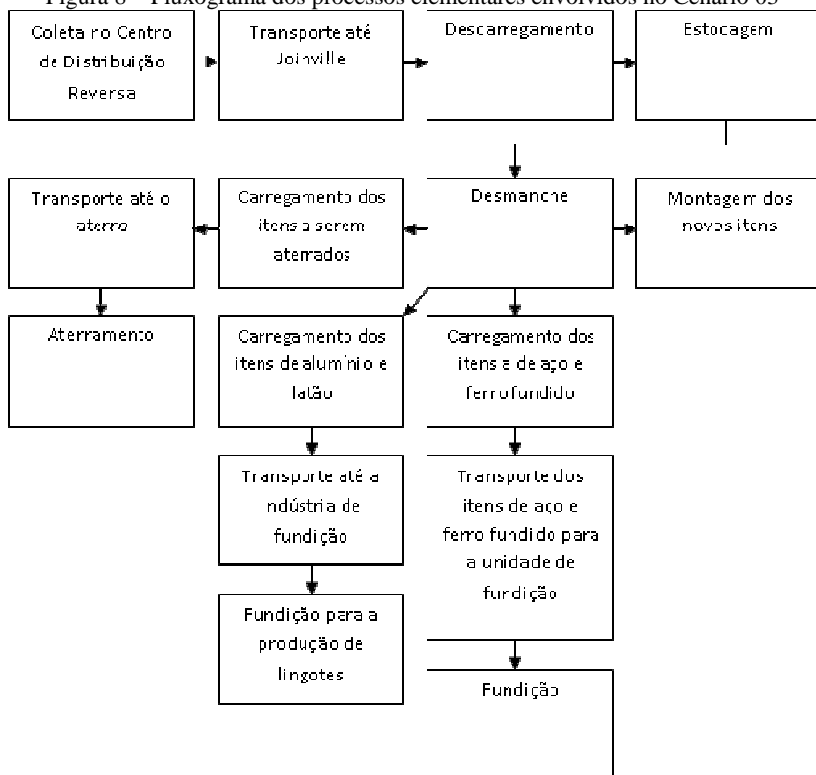 Figura 8 – Fluxograma dos processos elementares envolvidos no Cenário 03
Coleta no Centro
de Distribuição
Reversa
Transporte até
Joinville
Descarregamento
Estocagem
Transporte até o
aterro
Carregamento dos
itens a serem
aterrados
Desmanche
Montagem dos
novos itens
Aterramento
Carregamento dos
itens de alumínio e
latão
Carregamento dos
itens a de aço e
ferro fundido
Transporte até a
indústria de
fundição
Transporte dos
itens de aço e
ferro fundido para
a unidade de
fundição
Fundição para a
produção de
lingotes
Fundição